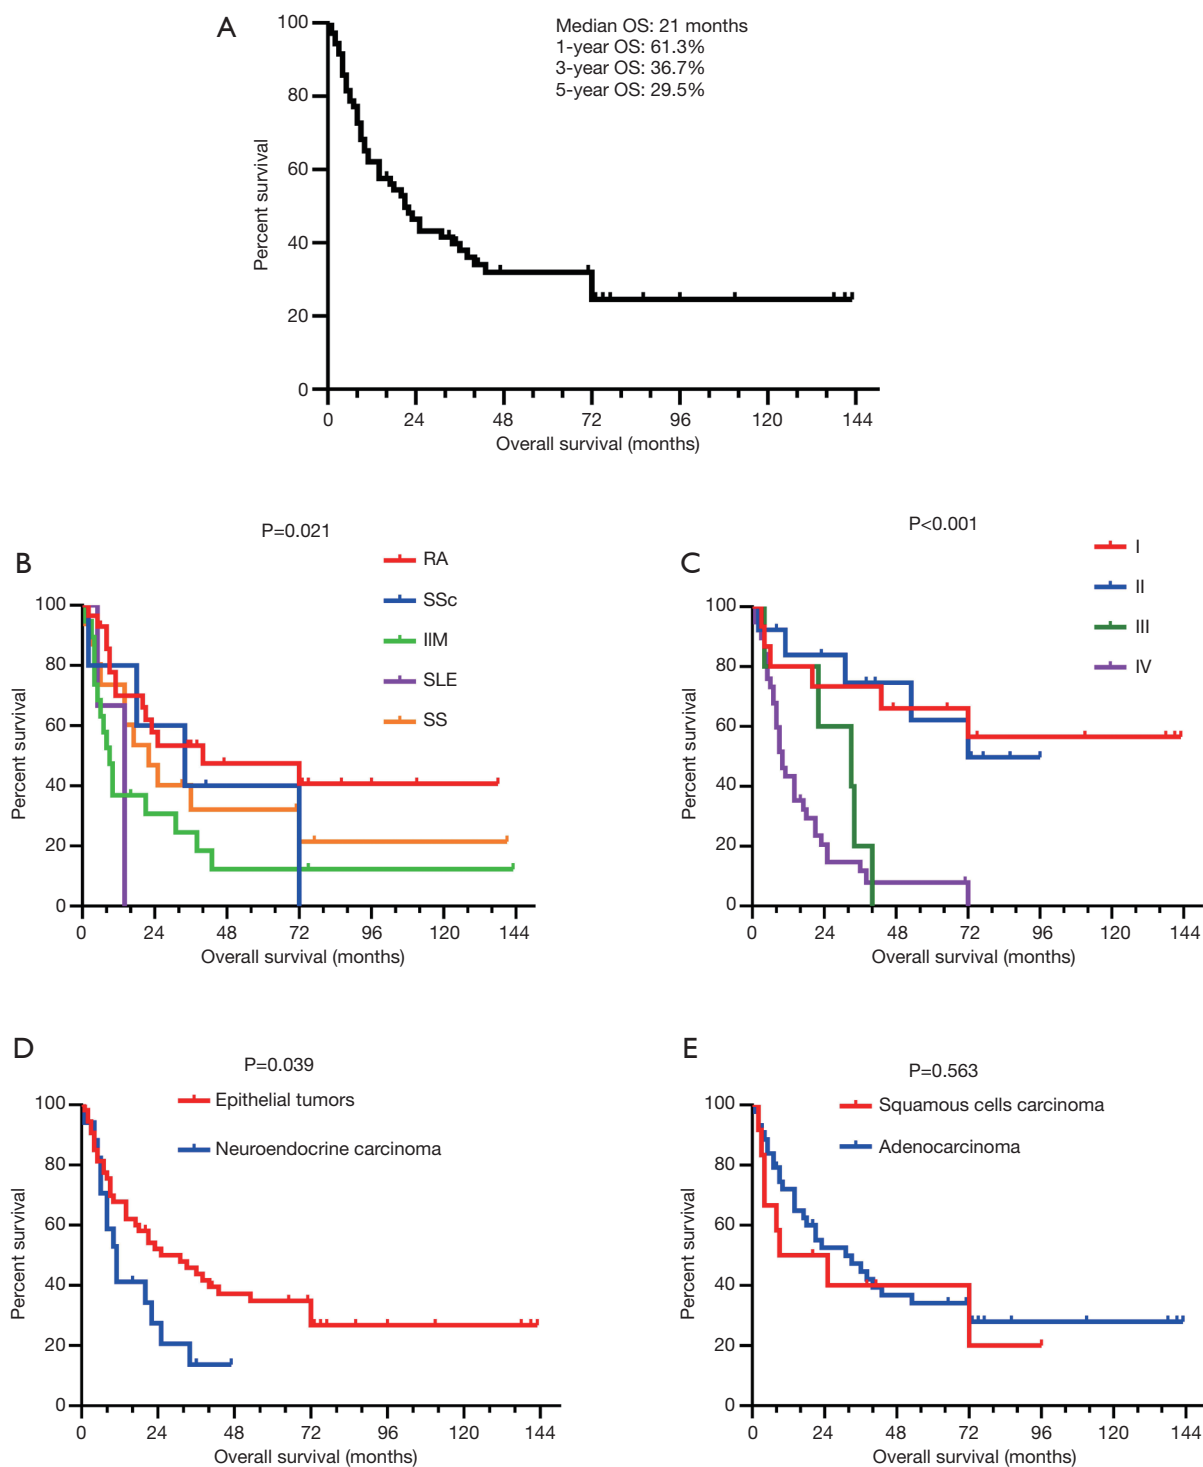 A
Median OS: 21 months
1-year OS: 61.3%
3-year OS: 36.7%
5-year OS: 29.5%
Percent survival
100
80
60
40
20
0
0 24 48 72 96 120 144
Overall survival (months)
B
P=0.021
RA
SSc
IIM
SLE
SS
Percent survival
100
80
60
40
20
0
0 24 48 72 96 120 144
Overall survival (months)
C
P<0.001
I
II
III
IV
Percent survival
100
80
60
40
20
0
0 24 48 72 96 120 144
Overall survival (months)
D
P=0.039
Epithelial tumors
Neuroendocrine carcinoma
Percent survival
100
80
60
40
20
0
0 24 48 72 96 120 144
Overall survival (months)
E
P=0.563
Squamous cells carcinoma
Adenocarcinoma
Percent survival
100
80
60
40
20
0
0 24 48 72 96 120 144
Overall survival (months)